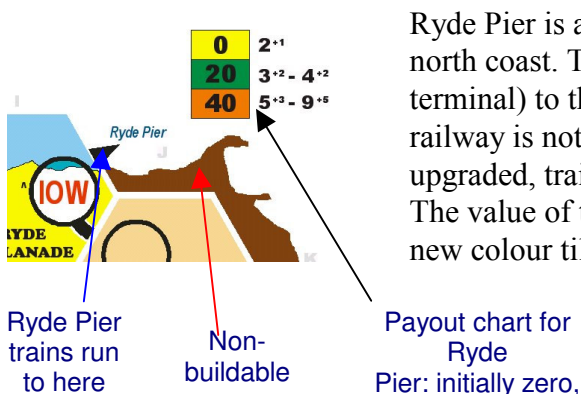 0 2+1
20 3+2 - 4+2
40 5+3 - 9+5
I
Ryde Pier
J
IOW
RYDE
LANADE
K
Ryde Pier is a
north coast. T
terminal) to th
railway is not
upgraded, trai
The value of t
new colour til
Ryde Pier
trains run
to here
Non-
buildable
Payout chart for
Ryde
Pier: initially zero,